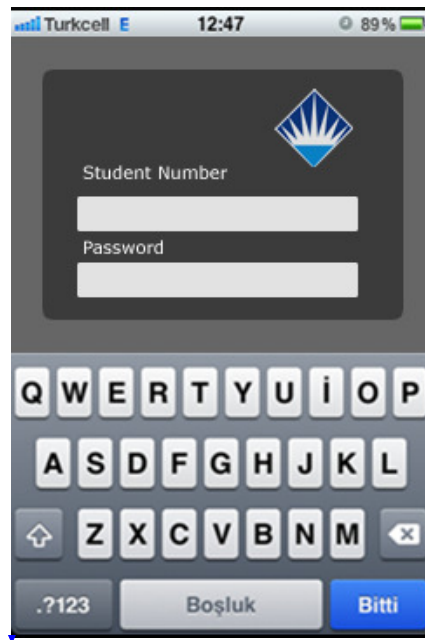 Turkcell E 12:47 89%
Student Number
Password
Q W E R T Y U İ O P
A S D F G H J K L
Z X C V B N M
.?123 Boşluk Bitti